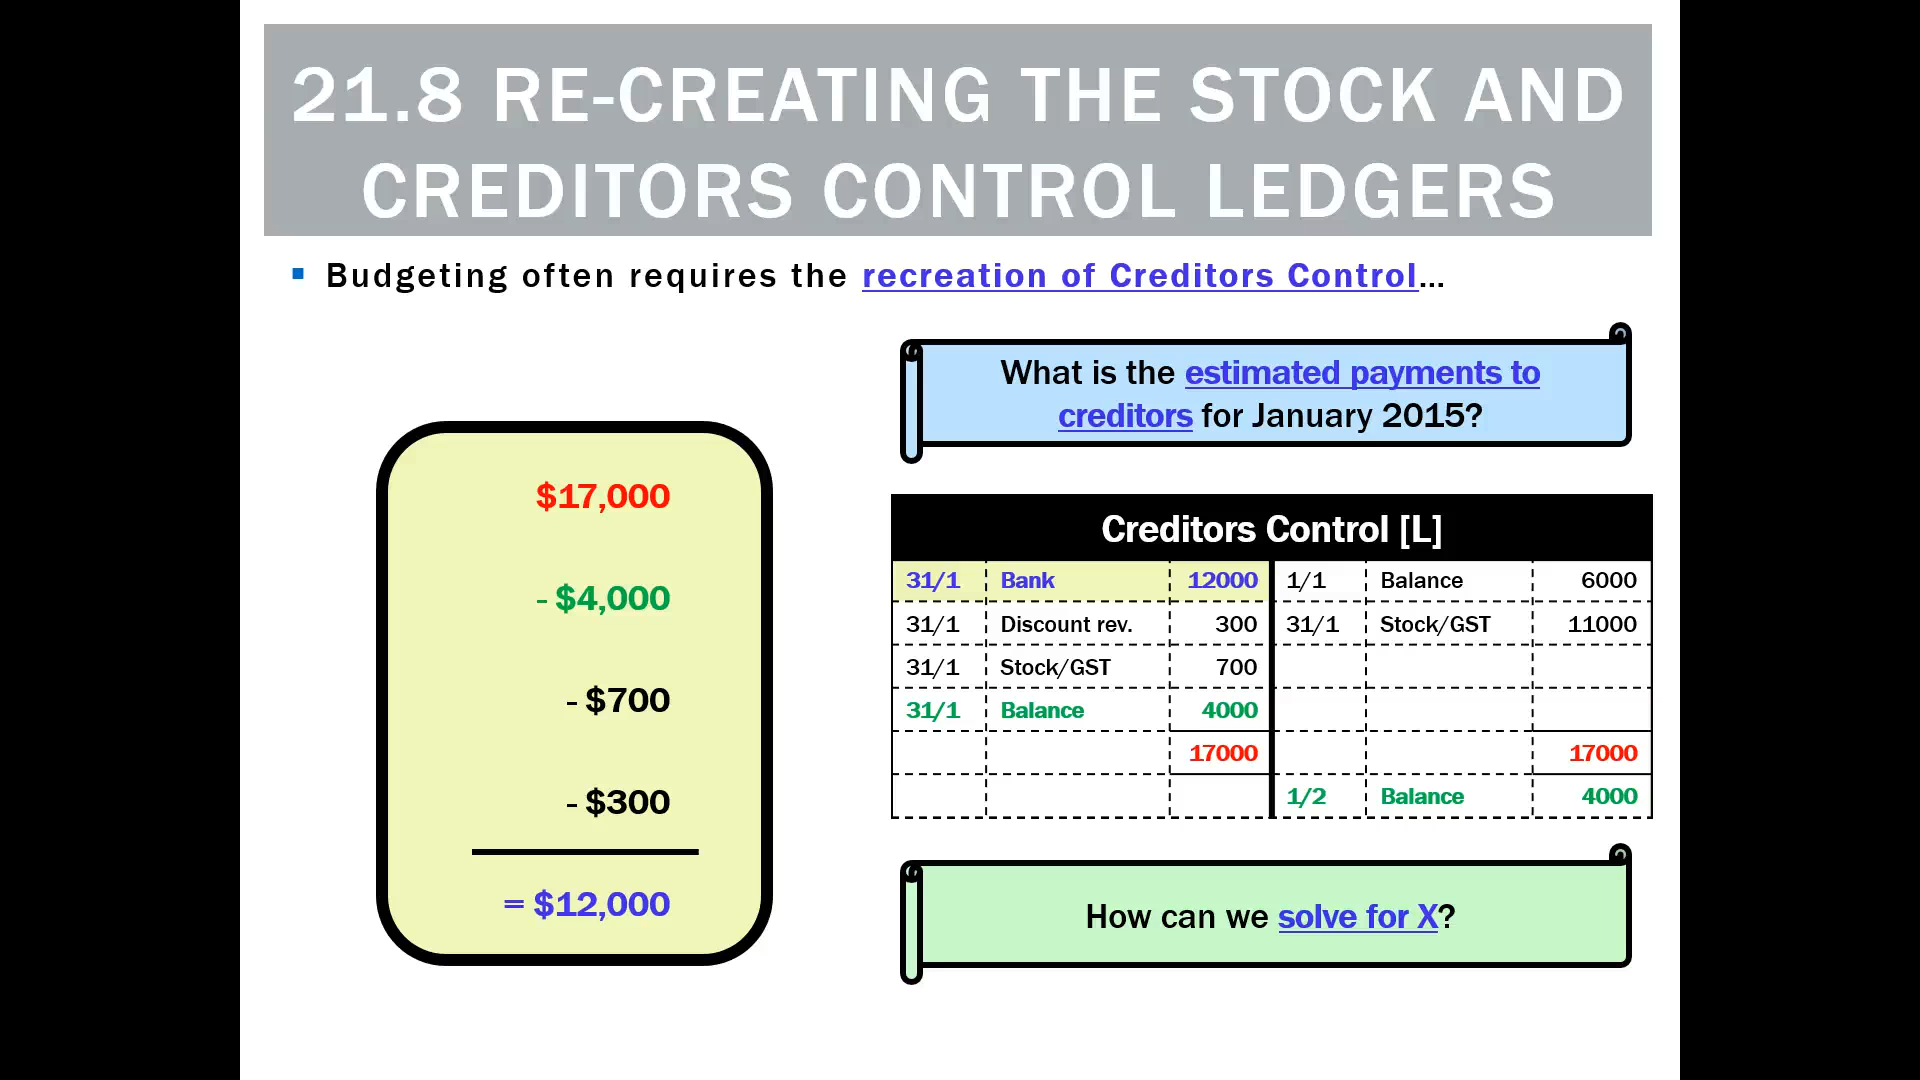 21.8 RE-CREATING THE STOCK AND
CREDITORS CONTROL LEDGERS
Budgeting often requires the recreation of Creditors Control...
What is the estimated payments to
creditors for January 2015?
$17,000
- $4,000
- $700
- $300
= $12,000
Creditors Control [L]
31/1 Bank 12000 1/1 Balance 6000
31/1 Discount rev. 300 31/1 Stock/GST 11000
31/1 Stock/GST 700
31/1 Balance 4000
17000 17000
1/2 Balance 4000
How can we solve for X?